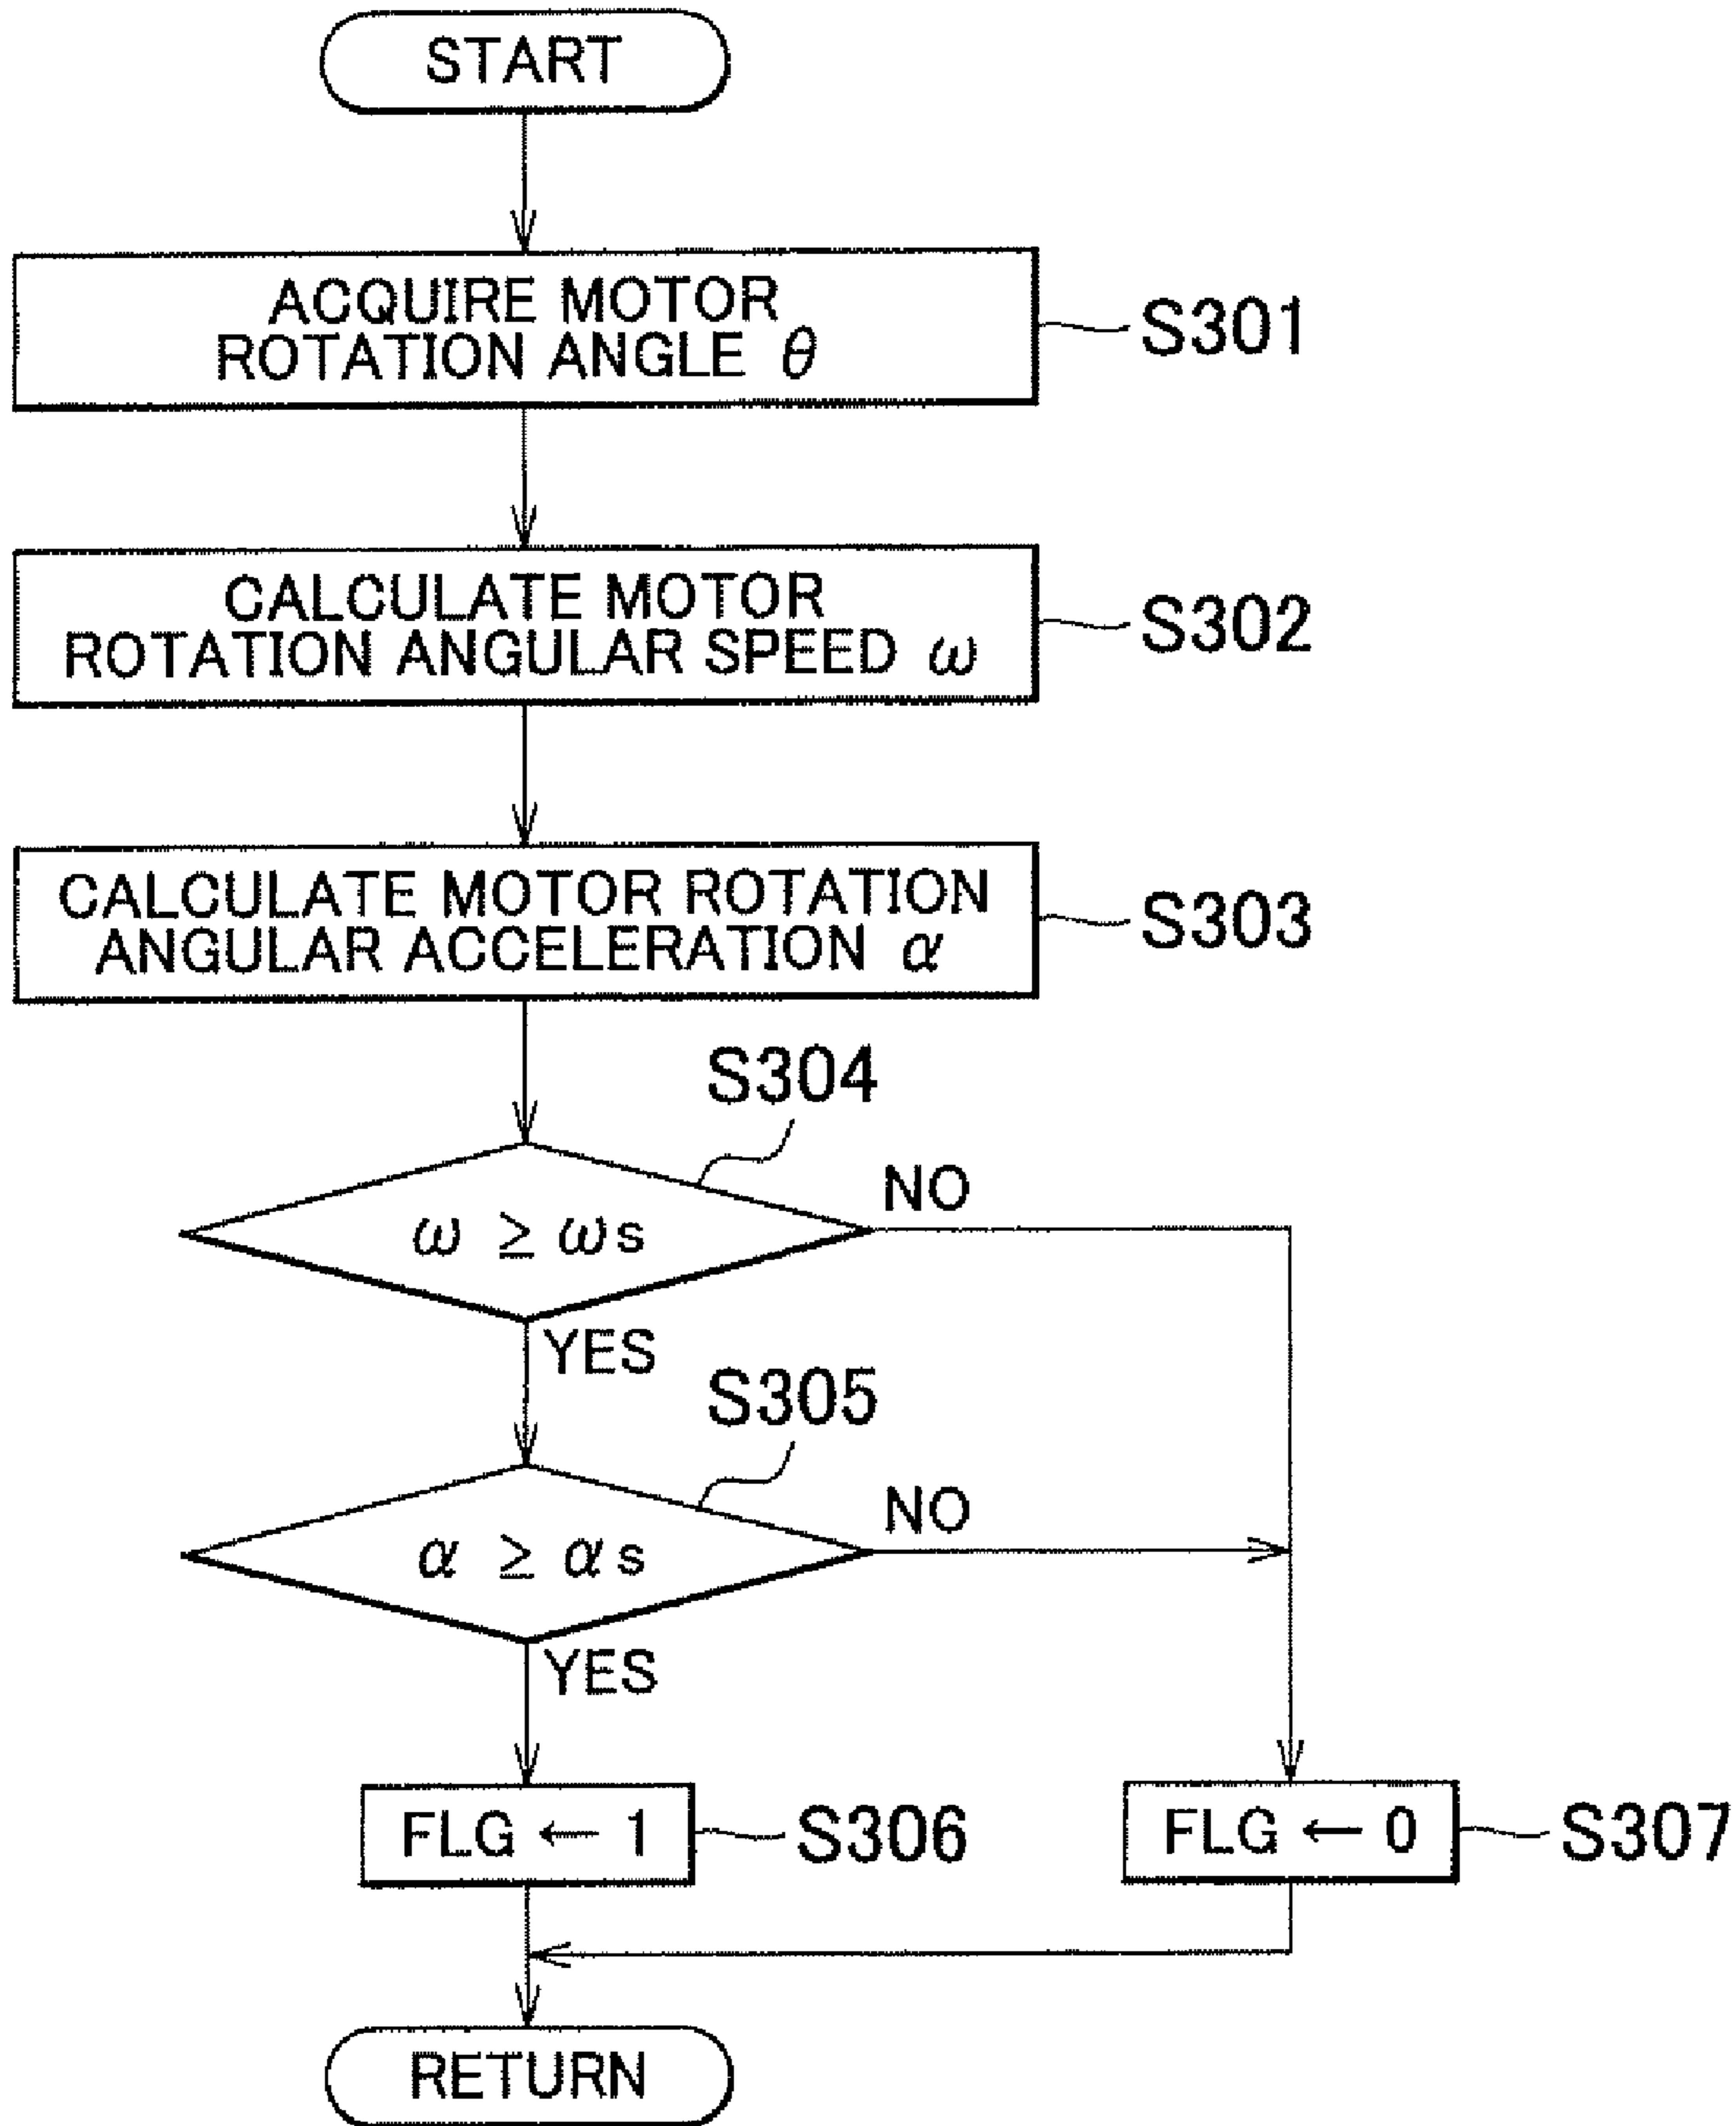 START
ACQUIRE MOTOR
ROTATION ANGLE θ
S301
CALCULATE MOTOR
ROTATION ANGULAR SPEED ω
S302
CALCULATE MOTOR ROTATION
ANGULAR ACCELERATION α
S303
S304
ω ≥ ωs
NO
YES
S305
α ≥ αs
NO
YES
FLG ← 1
S306
FLG ← 0
S307
RETURN